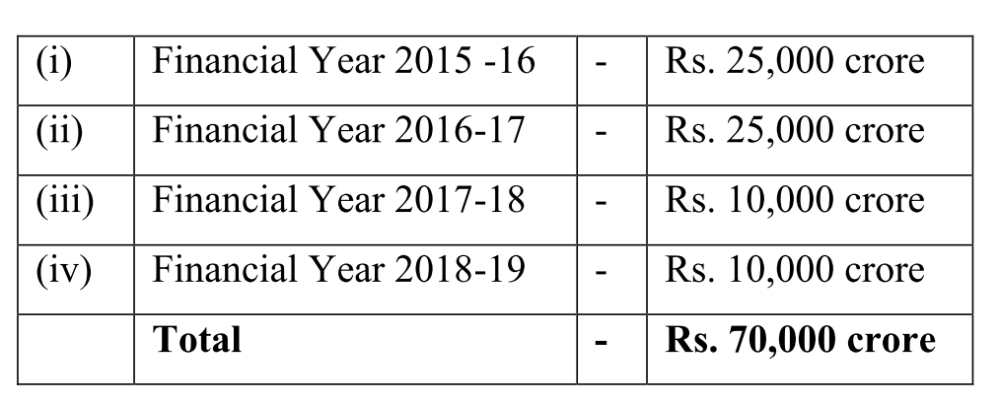 (i) Financial Year 2015 -16 - Rs. 25,000 crore
(ii) Financial Year 2016-17 - Rs. 25,000 crore
(iii) Financial Year 2017-18 - Rs. 10,000 crore
(iv) Financial Year 2018-19 - Rs. 10,000 crore
Total - Rs. 70,000 crore